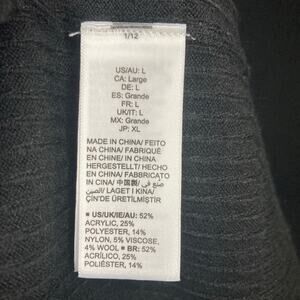 1/12
US/AU: L
CA: Large
DE: L
ES: Grande
FR: L
UK/IT: L
MX: Grande
JP: XL
MADE IN CHINA/ FEITO
NA CHINA/ FABRIQUÉ
EN CHINE/ IN CHINA
HERGESTELLT/ HECHO
EN CHINA/ FABBRICATO
IN CINA/ 中国製/ صنع في
الصين/ LAGET I KINA/
ÇİN'DE ÜRETİLMİŞTİR
■ US/UK/IE/AU: 52%
ACRYLIC, 25%
POLYESTER, 14%
NYLON, 5% VISCOSE,
4% WOOL ■ BR: 52%
ACRÍLICO, 25%
POLIÉSTER, 14%